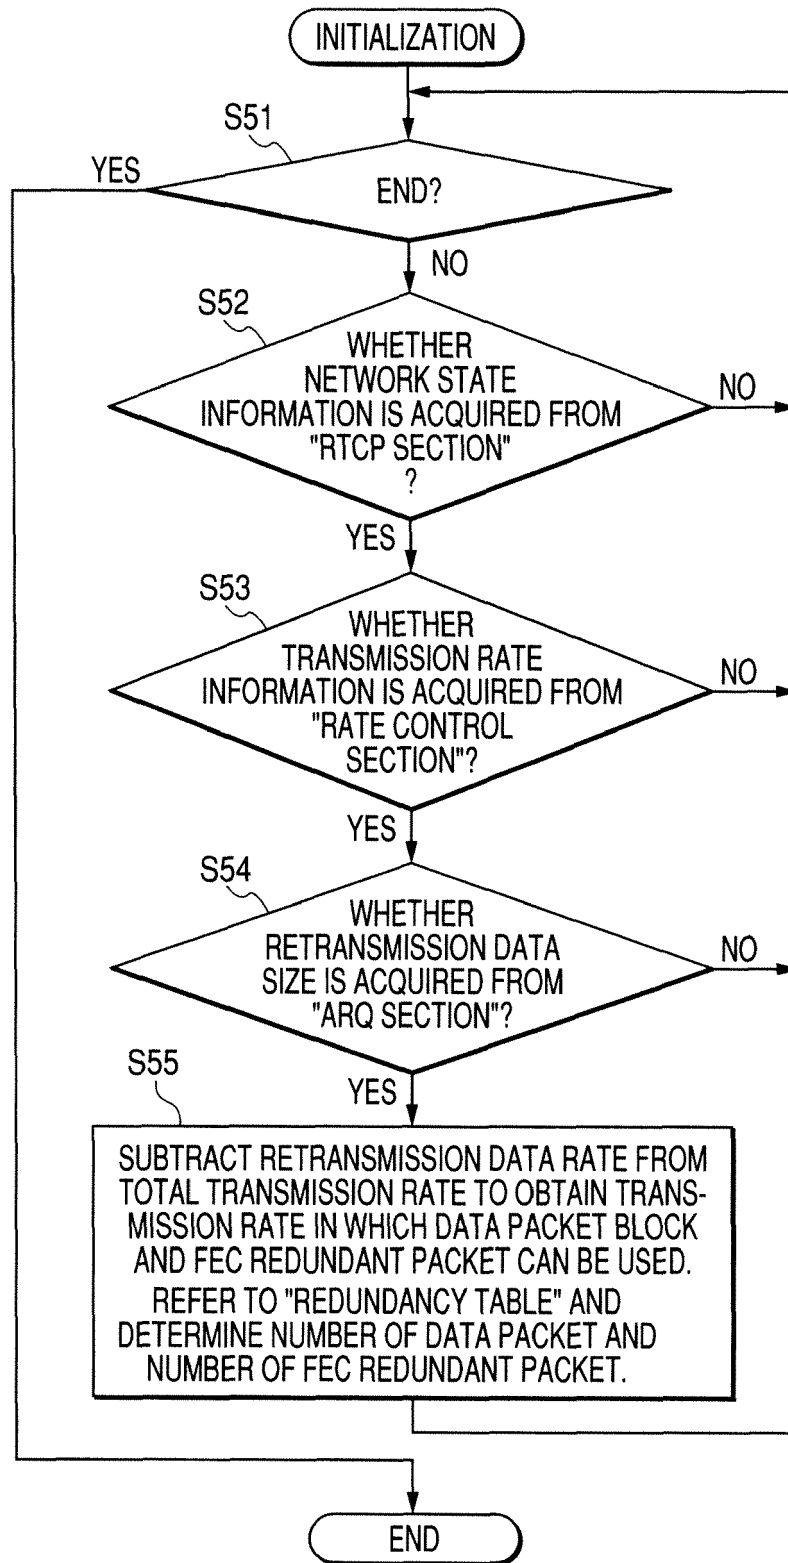 INITIALIZATION
S51
YES
END?
NO
S52
WHETHER
NETWORK STATE
INFORMATION IS ACQUIRED FROM
"RTCP SECTION"
?
NO
YES
S53
WHETHER
TRANSMISSION RATE
INFORMATION IS ACQUIRED FROM
"RATE CONTROL
SECTION"?
NO
YES
S54
WHETHER
RETRANSMISSION DATA
SIZE IS ACQUIRED FROM
"ARQ SECTION"?
NO
YES
S55
SUBTRACT RETRANSMISSION DATA RATE FROM
TOTAL TRANSMISSION RATE TO OBTAIN TRANS-
MISSION RATE IN WHICH DATA PACKET BLOCK
AND FEC REDUNDANT PACKET CAN BE USED.
REFER TO "REDUNDANCY TABLE" AND
DETERMINE NUMBER OF DATA PACKET AND
NUMBER OF FEC REDUNDANT PACKET.
END